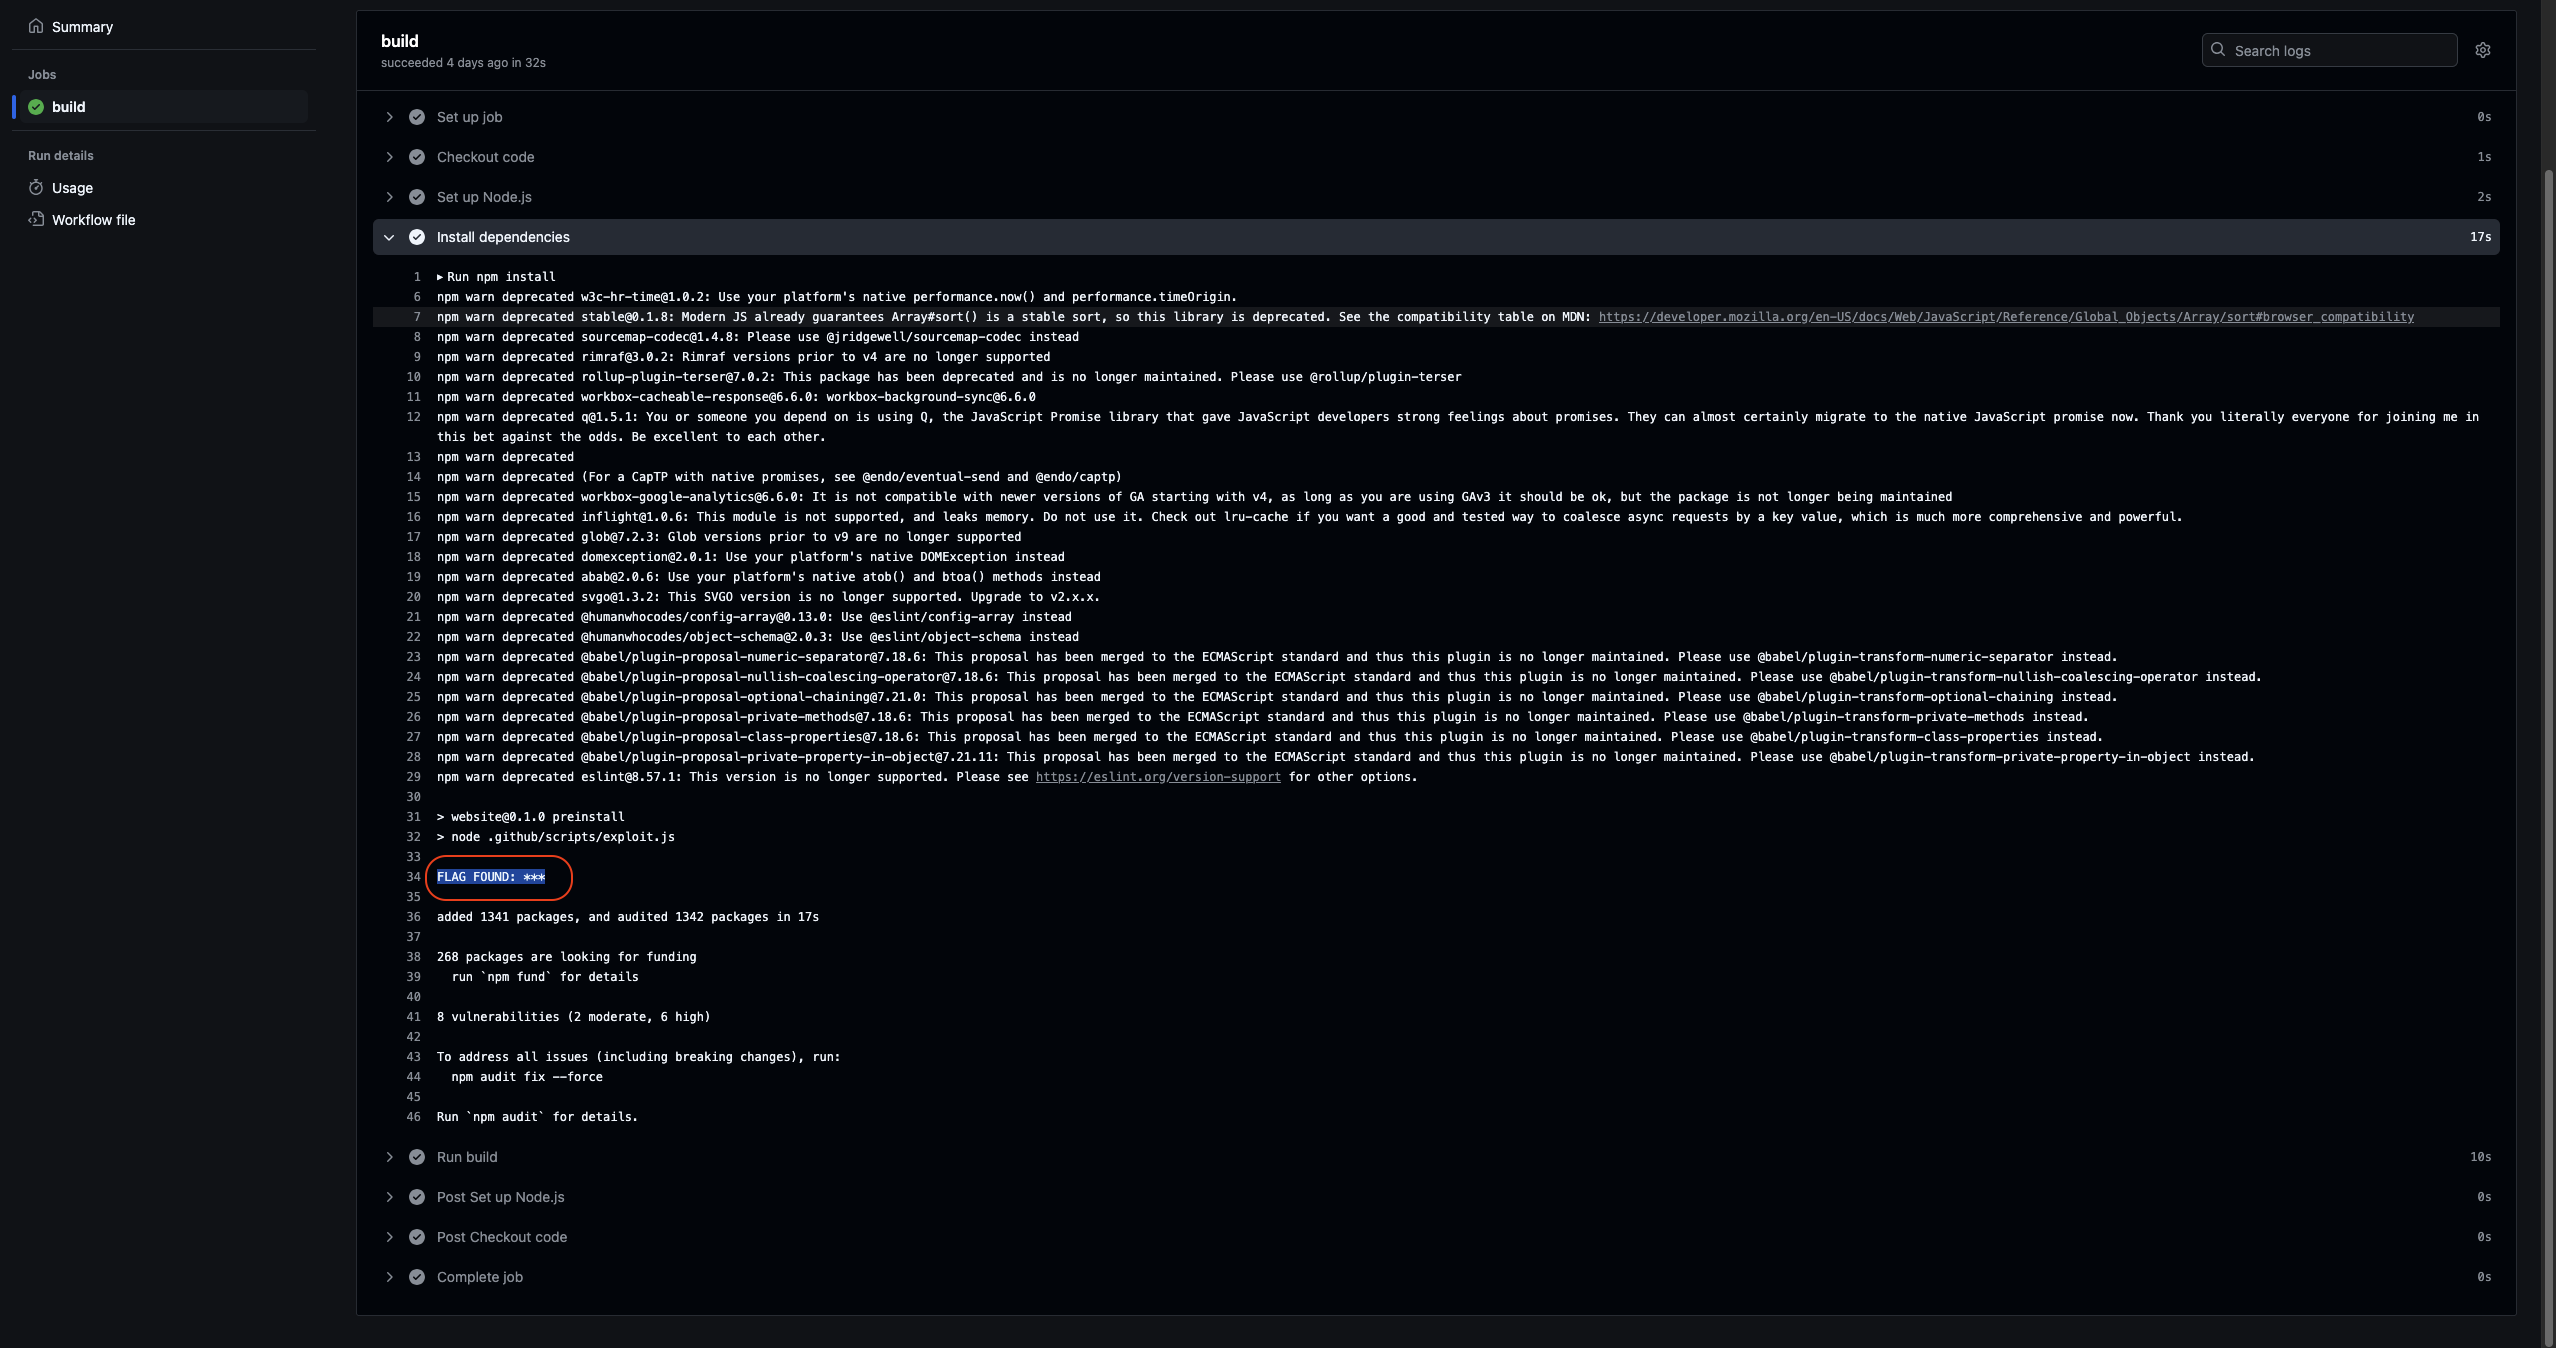 Summary
Jobs
build
Run details
Usage
Workflow file
build
succeeded 4 days ago in 32s
Search logs
Set up job 0s
Checkout code 1s
Set up Node.js 2s
Install dependencies 17s
1 Run npm install
6 npm warn deprecated w3c-hr-time@1.0.2: Use your platform's native performance.now() and performance.timeOrigin.
7 npm warn deprecated stable@0.1.8: Modern JS already guarantees Array#sort() is a stable sort, so this library is deprecated. See the compatibility table on MDN: https://developer.mozilla.org/en-US/docs/Web/JavaScript/Reference/Global_Objects/Array/sort#browser_compatibility
8 npm warn deprecated sourcemap-codec@1.4.8: Please use @jridgewell/sourcemap-codec instead
9 npm warn deprecated rimraf@3.0.2: Rimraf versions prior to v4 are no longer supported
10 npm warn deprecated rollup-plugin-terser@7.0.2: This package has been deprecated and is no longer maintained. Please use @rollup/plugin-terser
11 npm warn deprecated workbox-cacheable-response@6.6.0: workbox-background-sync@6.6.0
12 npm warn deprecated q@1.5.1: You or someone you depend on is using Q, the JavaScript Promise library that gave JavaScript developers strong feelings about promises. They can almost certainly migrate to the native JavaScript promise now. Thank you literally everyone for joining me in
this bet against the odds. Be excellent to each other.
13 npm warn deprecated
14 npm warn deprecated (For a CapTP with native promises, see @endo/eventual-send and @endo/captp)
15 npm warn deprecated workbox-google-analytics@6.6.0: It is not compatible with newer versions of GA starting with v4, as long as you are using GAv3 it should be ok, but the package is not longer being maintained
16 npm warn deprecated inflight@1.0.6: This module is not supported, and leaks memory. Do not use it. Check out lru-cache if you want a good and tested way to coalesce async requests by a key value, which is much more comprehensive and powerful.
17 npm warn deprecated glob@7.2.3: Glob versions prior to v9 are no longer supported
18 npm warn deprecated domexception@2.0.1: Use your platform's native DOMException instead
19 npm warn deprecated abab@2.0.6: Use your platform's native atob() and btoa() methods instead
20 npm warn deprecated svgo@1.3.2: This SVGO version is no longer supported. Upgrade to v2.x.x.
21 npm warn deprecated @humanwhocodes/config-array@0.13.0: Use @eslint/config-array instead
22 npm warn deprecated @humanwhocodes/object-schema@2.0.3: Use @eslint/object-schema instead
23 npm warn deprecated @babel/plugin-proposal-numeric-separator@7.18.6: This proposal has been merged to the ECMAScript standard and thus this plugin is no longer maintained. Please use @babel/plugin-transform-numeric-separator instead.
24 npm warn deprecated @babel/plugin-proposal-nullish-coalescing-operator@7.18.6: This proposal has been merged to the ECMAScript standard and thus this plugin is no longer maintained. Please use @babel/plugin-transform-nullish-coalescing-operator instead.
25 npm warn deprecated @babel/plugin-proposal-optional-chaining@7.21.0: This proposal has been merged to the ECMAScript standard and thus this plugin is no longer maintained. Please use @babel/plugin-transform-optional-chaining instead.
26 npm warn deprecated @babel/plugin-proposal-private-methods@7.18.6: This proposal has been merged to the ECMAScript standard and thus this plugin is no longer maintained. Please use @babel/plugin-transform-private-methods instead.
27 npm warn deprecated @babel/plugin-proposal-class-properties@7.18.6: This proposal has been merged to the ECMAScript standard and thus this plugin is no longer maintained. Please use @babel/plugin-transform-class-properties instead.
28 npm warn deprecated @babel/plugin-proposal-private-property-in-object@7.21.11: This proposal has been merged to the ECMAScript standard and thus this plugin is no longer maintained. Please use @babel/plugin-transform-private-property-in-object instead.
29 npm warn deprecated eslint@8.57.1: This version is no longer supported. Please see https://eslint.org/version-support for other options.
30
31 > website@0.1.0 preinstall
32 > node .github/scripts/exploit.js
33
34 FLAG FOUND: ***
35
36 added 1341 packages, and audited 1342 packages in 17s
37
38 268 packages are looking for funding
39 run `npm fund` for details
40
41 8 vulnerabilities (2 moderate, 6 high)
42
43 To address all issues (including breaking changes), run:
44 npm audit fix --force
45
46 Run `npm audit` for details.
Run build 10s
Post Set up Node.js 0s
Post Checkout code 0s
Complete job 0s